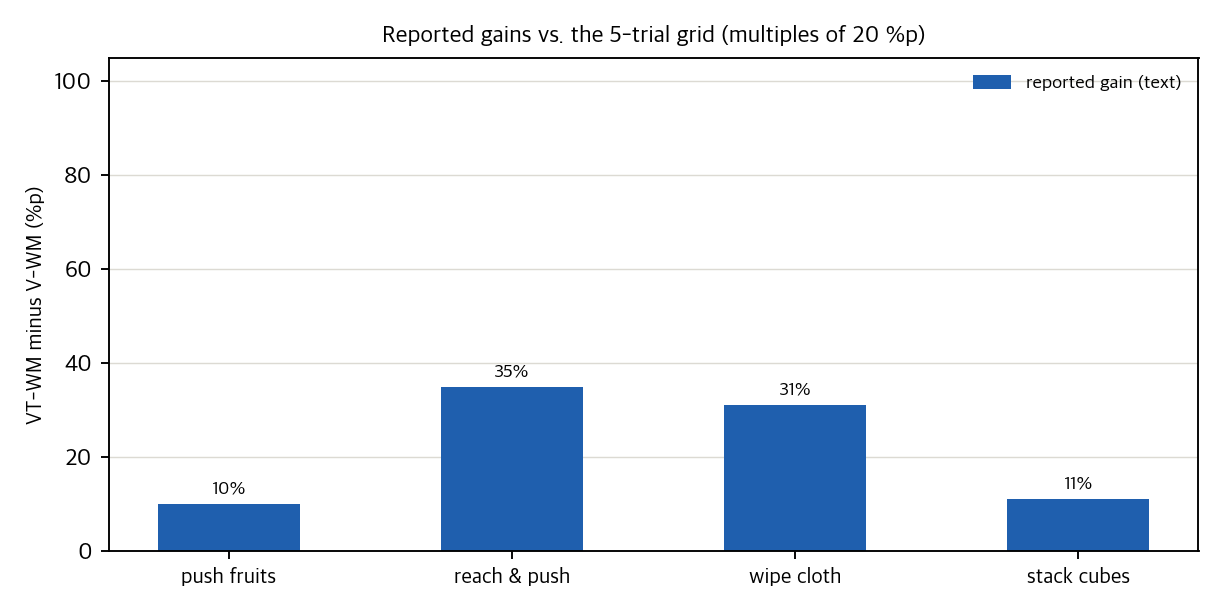 Reported gains vs. the 5-trial grid (multiples of 20 %p)
reported gain (text)
VT-WM minus V-WM (%p)
100
80
60
40
20
0
10%
35%
31%
11%
push fruits
reach & push
wipe cloth
stack cubes